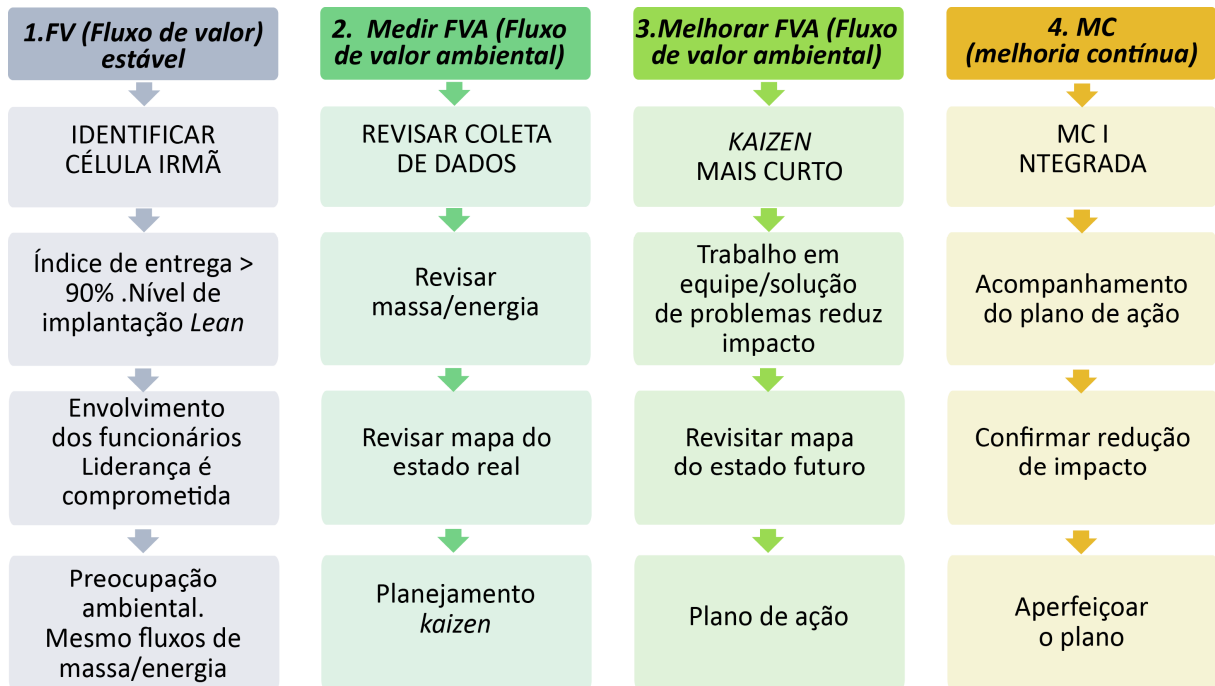 1.FV (Fluxo de valor)
estável
IDENTIFICAR
CÉLULA IRMÃ
Índice de entrega >
90% .Nível de
implantação Lean
Envolvimento
dos funcionários
Liderança é
comprometida
Preocupação
ambiental.
Mesmo fluxos de
massa/energia
2. Medir FVA (Fluxo
de valor ambiental)
REVISAR COLETA
DE DADOS
Revisar
massa/energia
Revisar mapa do
estado real
Planejamento
kaizen
3.Melhorar FVA (Fluxo
de valor ambiental)
KAIZEN
MAIS CURTO
Trabalho em
equipe/solução
de problemas reduz
impacto
Revisitar mapa
do estado futuro
Plano de ação
4. MC
(melhoria contínua)
MC I
NTEGRADA
Acompanhamento
do plano de ação
Confirmar redução
de impacto
Aperfeiçoar
o plano